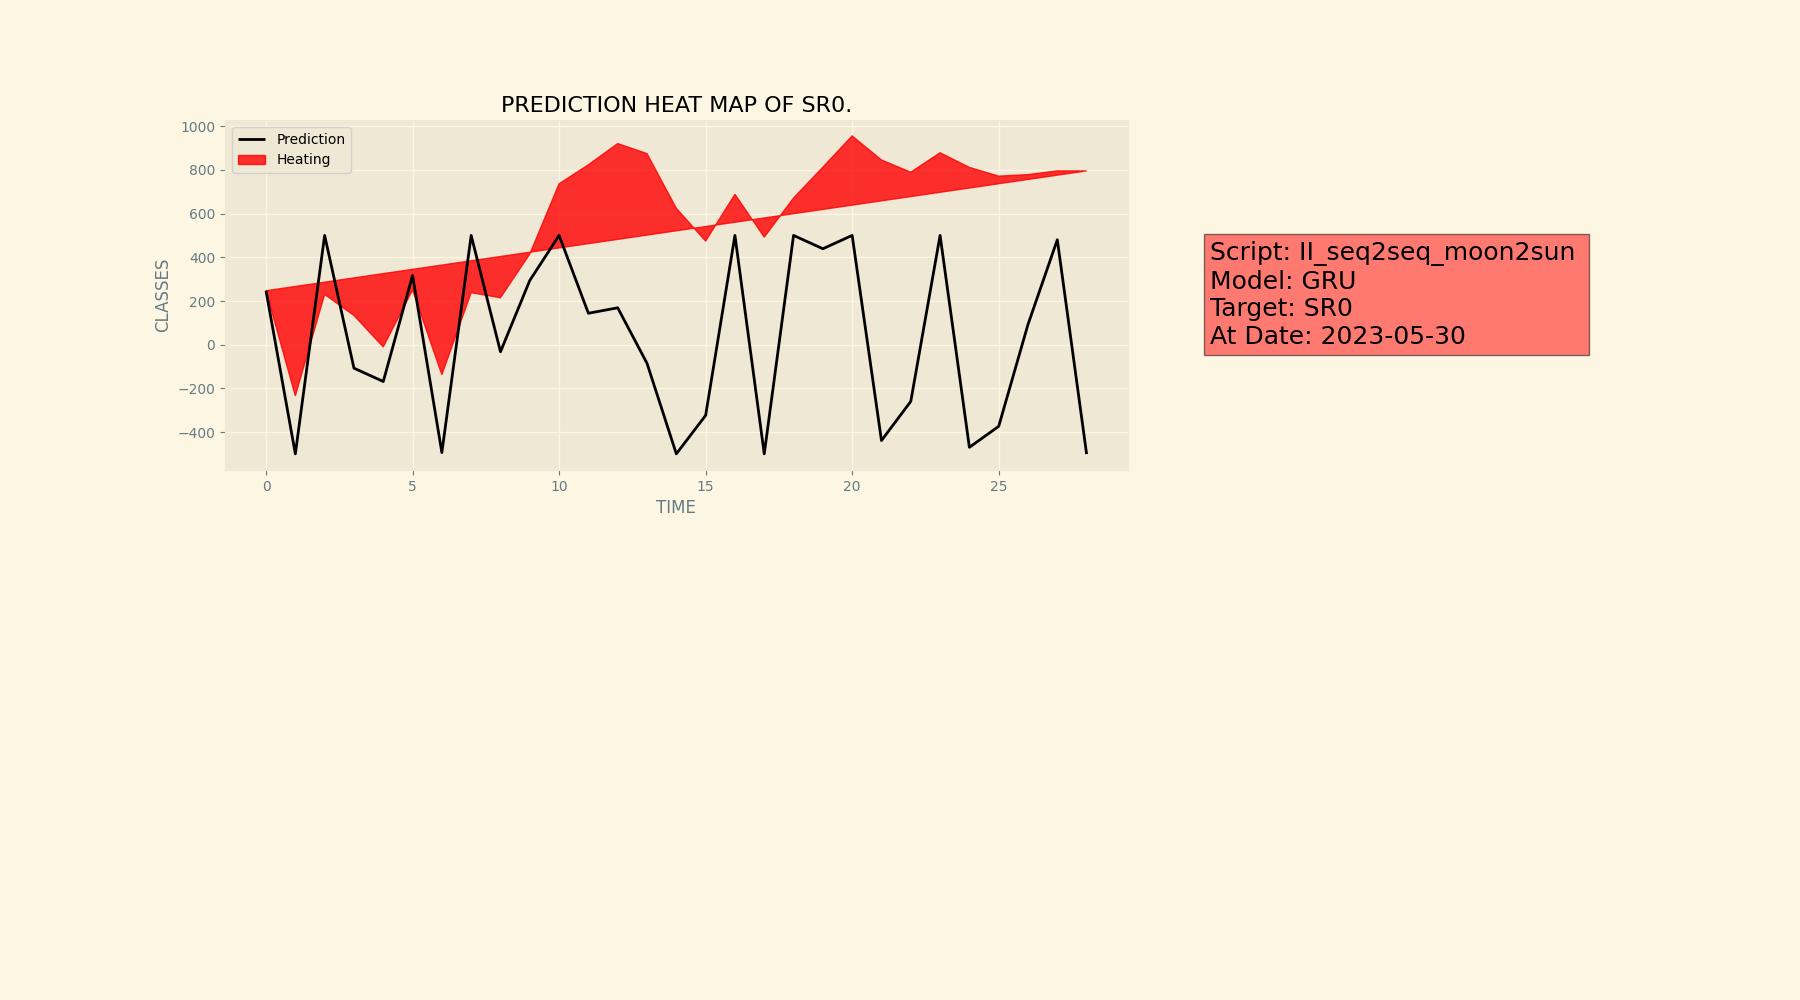 PREDICTION HEAT MAP OF SR0.
Prediction
Heating
1000
800
600
400
200
0
−200
−400
CLASSES
0 5 10 15 20 25
TIME
Script: II_seq2seq_moon2sun
Model: GRU
Target: SR0
At Date: 2023-05-30